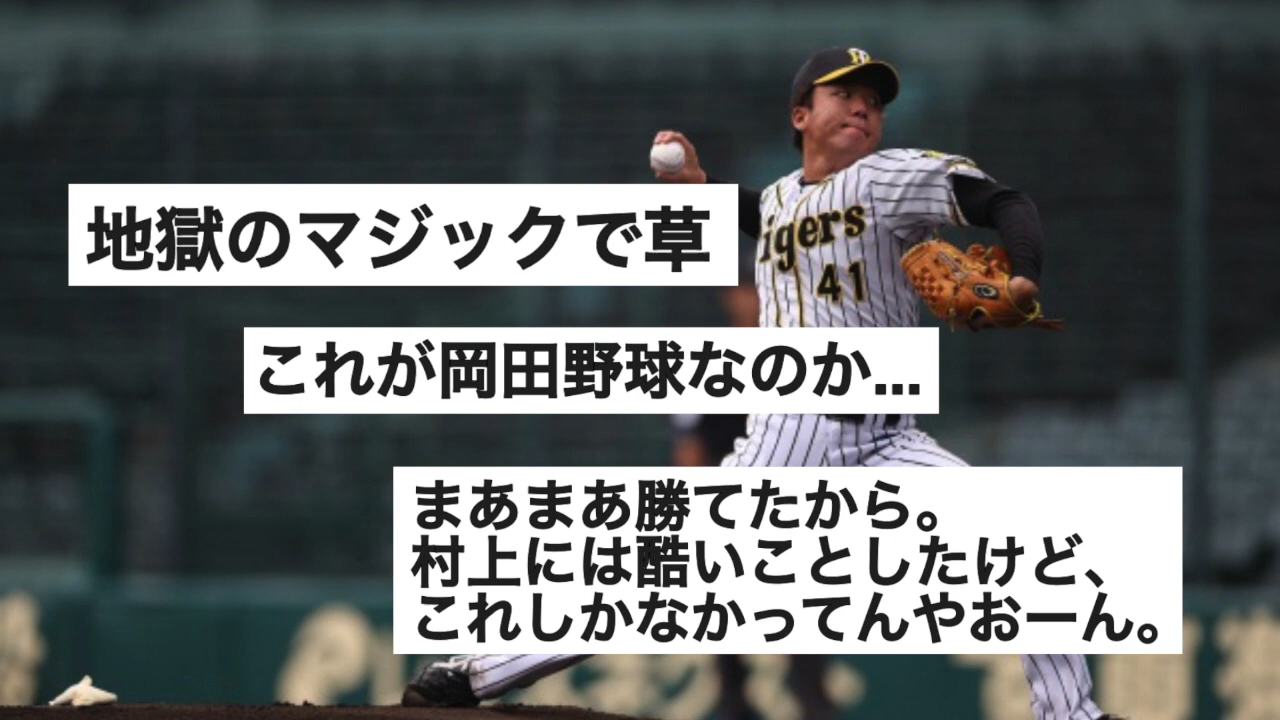 地獄のマジックで草
igers
41
これが岡田野球なのか...
まあまあ勝てたから。
村上には酷いことしたけど、
これしかなかってんやおーん。